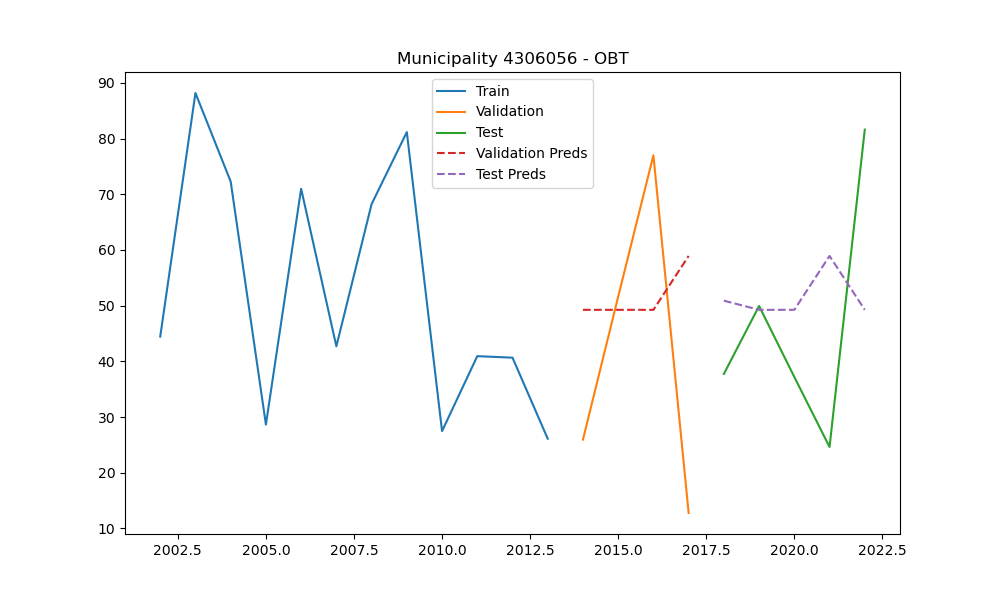 Municipality 4306056 - OBT
Train
Validation
Test
Validation Preds
Test Preds
90
80
70
60
50
40
30
20
10
2002.5 2005.0 2007.5 2010.0 2012.5 2015.0 2017.5 2020.0 2022.5